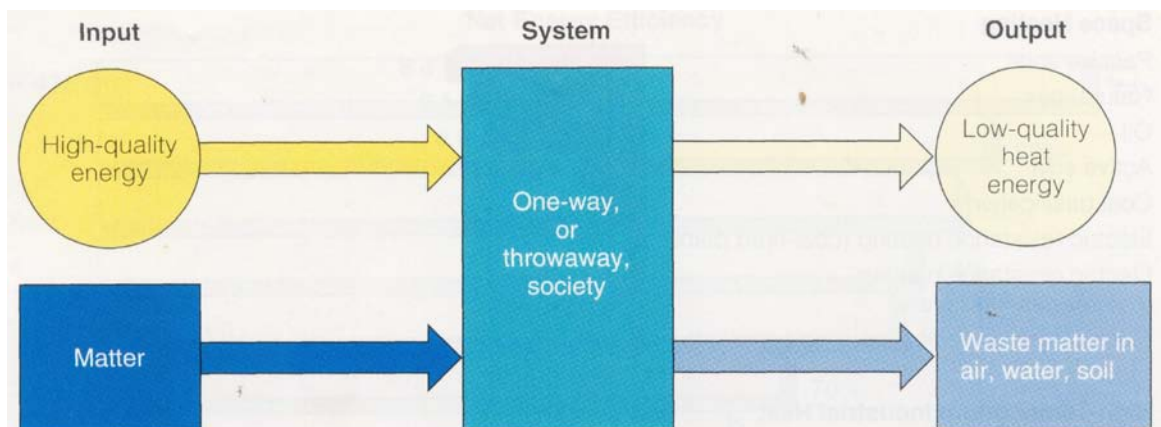 Input
System
Output
High-quality
energy
One-way,
or
throwaway,
society
Low-quality
heat
energy
Matter
Waste matter in
air, water, soil